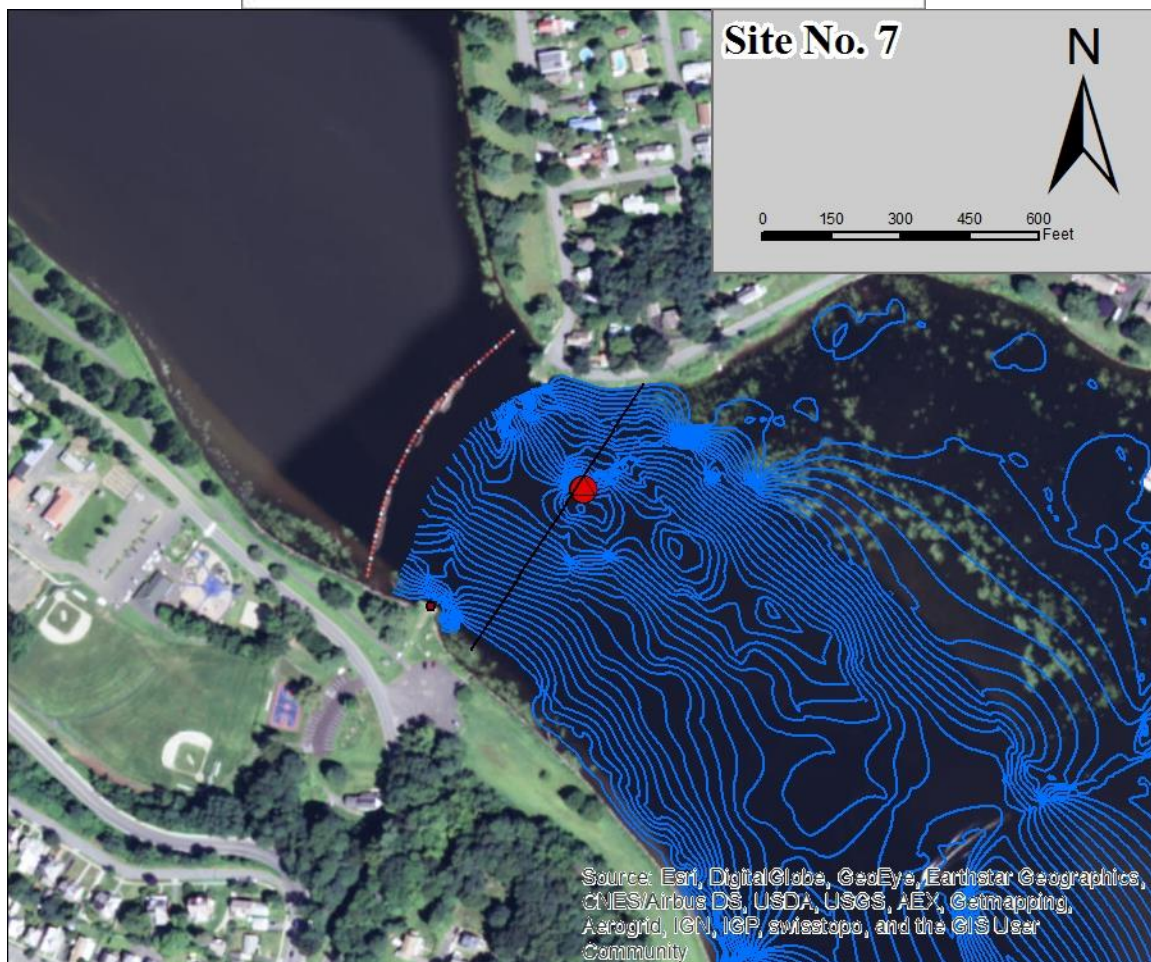 Site No. 7
N
0 150 300 450 600
Feet
Source: Esri, DigitalGlobe, GeoEye, Earthstar Geographics,
CNES/Airbus DS, USDA, USGS, AEX, Getmapping,
Aerogrid, IGN, IGP, swisstopo, and the GIS User
Community